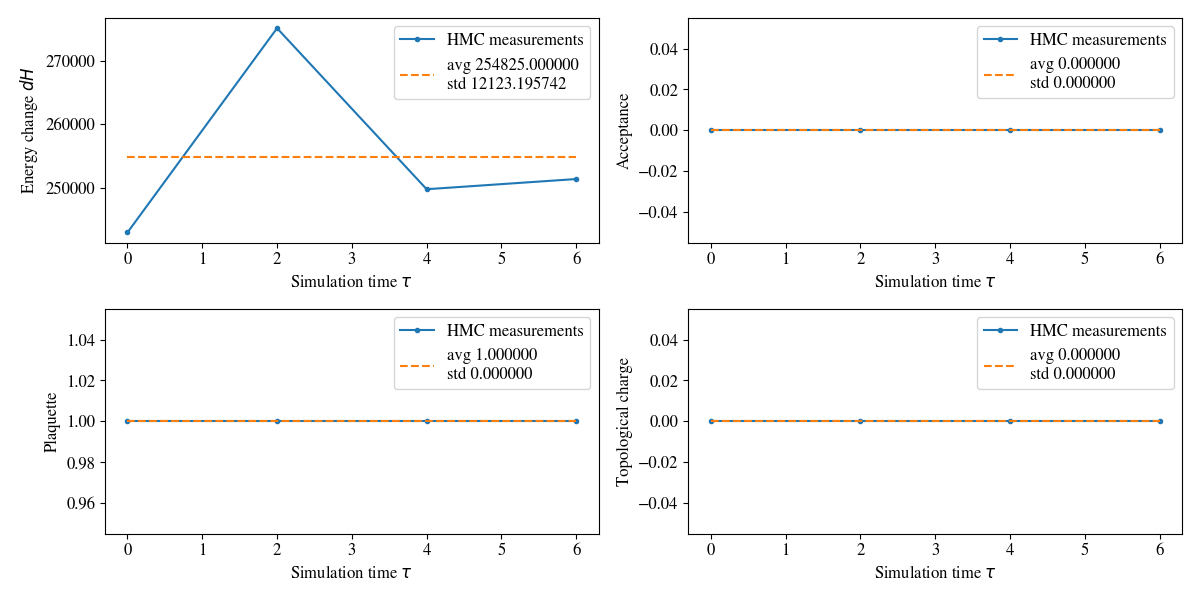 270000
260000
250000
Energy change dH
0 1 2 3 4 5 6
Simulation time τ
HMC measurements
avg 254825.000000
std 12123.195742
0.04
0.02
0.00
−0.02
−0.04
Acceptance
0 1 2 3 4 5 6
Simulation time τ
HMC measurements
avg 0.000000
std 0.000000
1.04
1.02
1.00
0.98
0.96
Plaquette
0 1 2 3 4 5 6
Simulation time τ
HMC measurements
avg 1.000000
std 0.000000
0.04
0.02
0.00
−0.02
−0.04
Topological charge
0 1 2 3 4 5 6
Simulation time τ
HMC measurements
avg 0.000000
std 0.000000